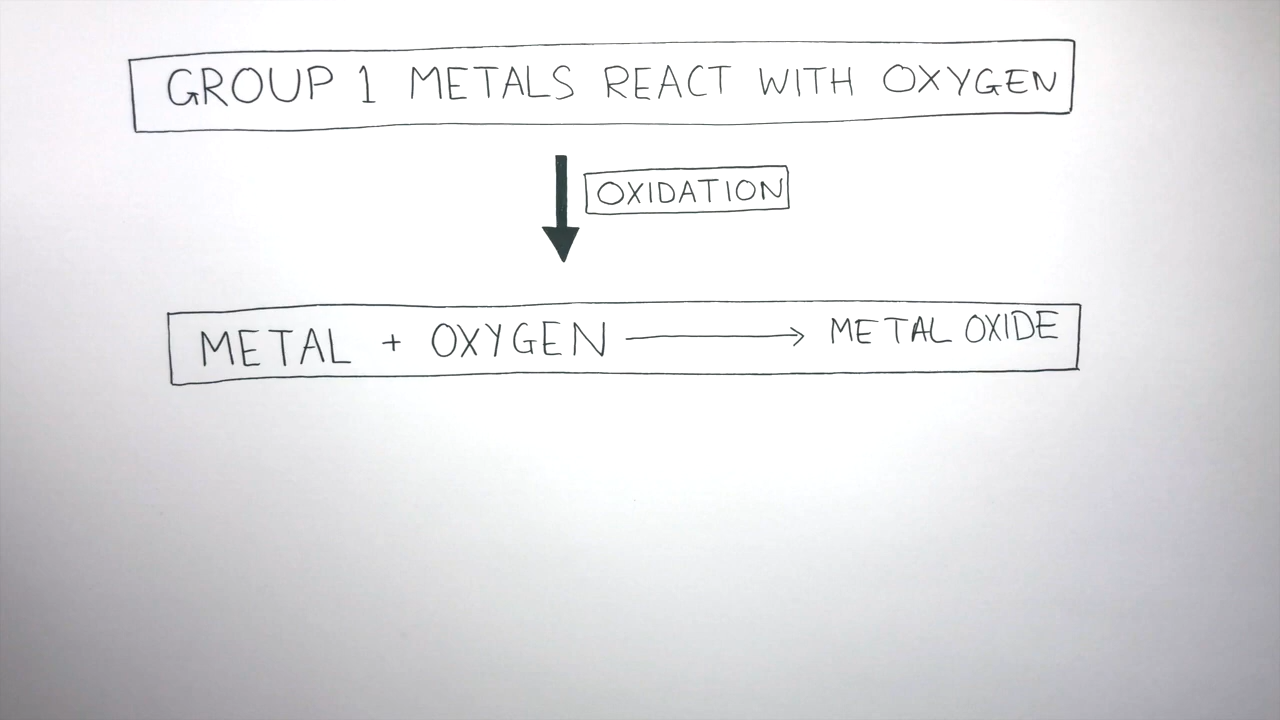 GROUP 1 METALS REACT WITH OXYGEN
OXIDATION
METAL + OXYGEN → METAL OXIDE